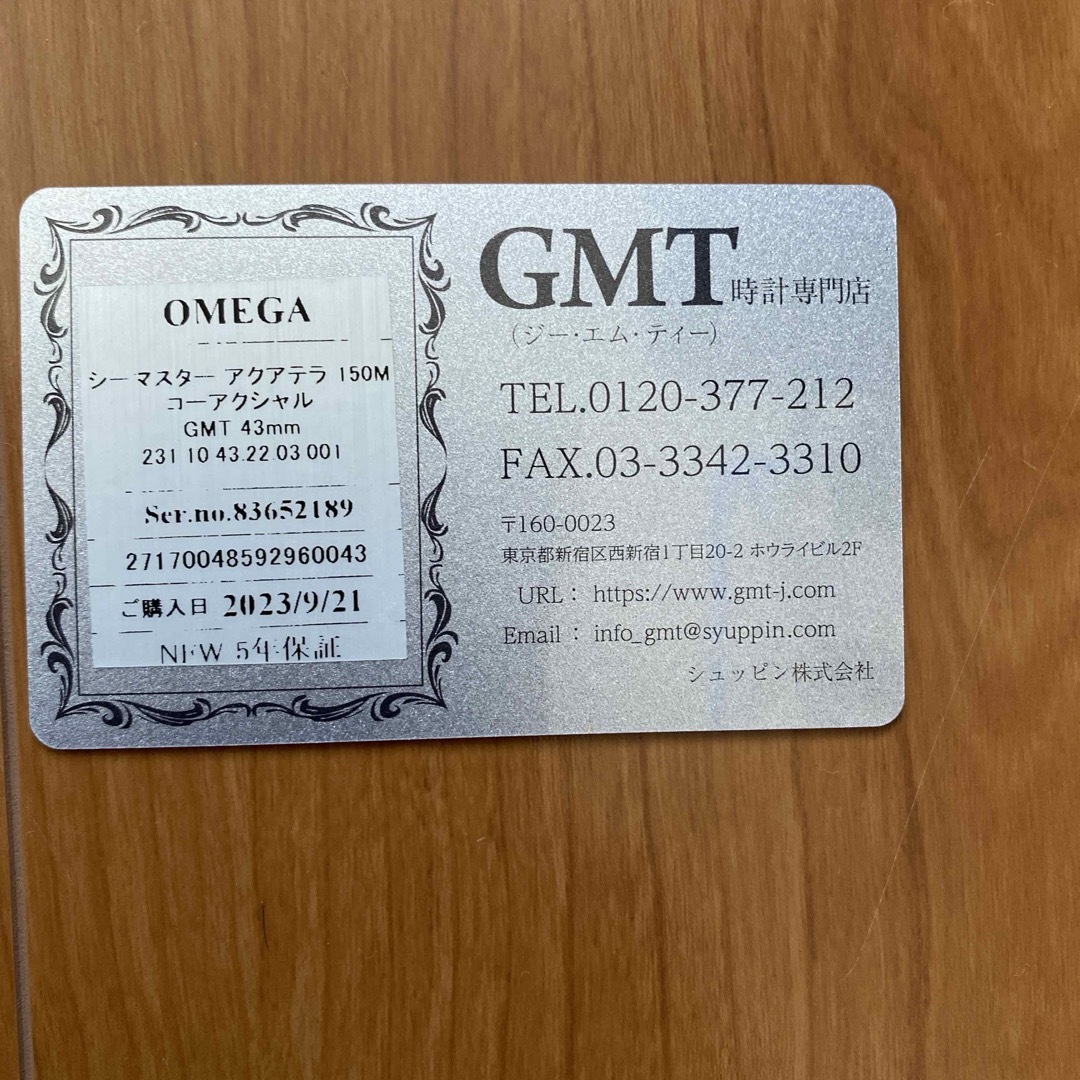 OMEGA
シーマスター アクアテラ 150M
コーアクシャル
GMT 43mm
231 10 43.22 03 001
Ser.no.83652189
27170048592960043
ご購入日 2023/9/21
NEW 5年保証
GMT 時計専門店
（ジー・エム・ティー）
TEL.0120-377-212
FAX.03-3342-3310
〒160-0023
東京都新宿区西新宿1丁目20-2 ホウライビル2F
URL： https://www.gmt-j.com
Email： info_gmt@syuppin.com
シュッピン株式会社